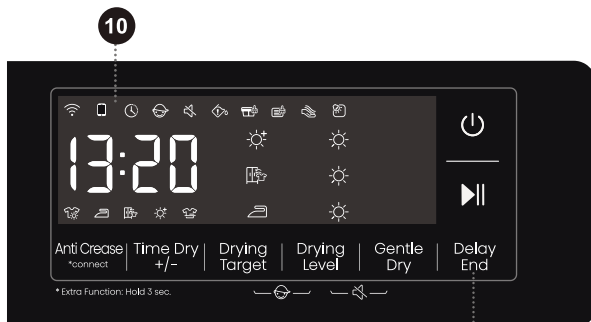 10
13:20
Anti Crease Time Dry Drying Drying Gentle Delay
*connect +/- Target Level Dry End
* Extra Function: Hold 3 sec.